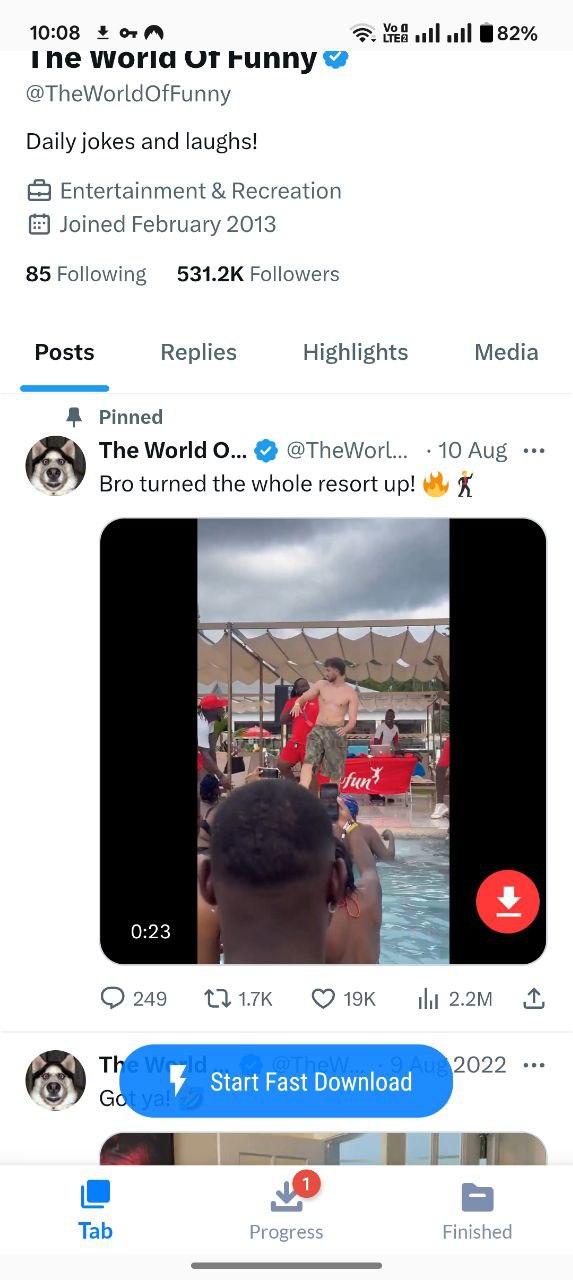 10:08
Vo
LTE2
82%
The World Of Funny
@TheWorldOfFunny
Daily jokes and laughs!
Entertainment & Recreation
Joined February 2013
85 Following 531.2K Followers
Posts Replies Highlights Media
Pinned
The World O... @TheWorl... · 10 Aug
Bro turned the whole resort up! 🔥🕺
fun
0:23
249 1.7K 19K 2.2M
The World ... @TheW... · 9 Aug 2022
Got ya! 🤣
Start Fast Download
1
Tab Progress Finished